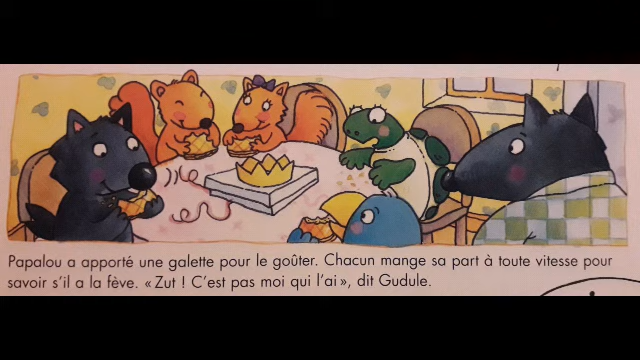 Papalou a apporté une galette pour le goûter. Chacun mange sa part à toute vitesse pour
savoir s'il a la fève. « Zut ! C'est pas moi qui l'ai », dit Gudule.